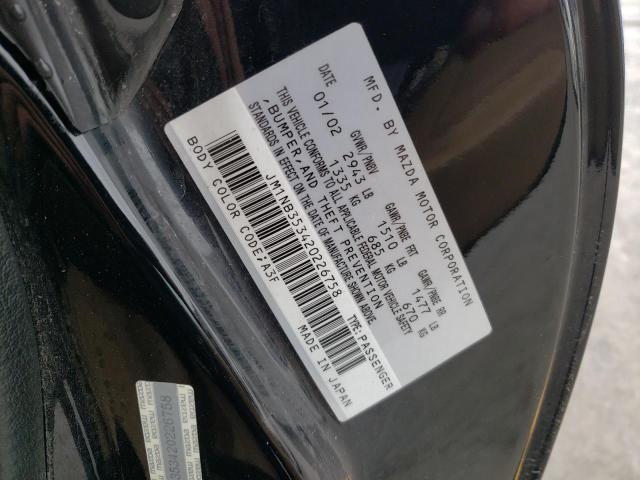 MFD. BY MAZDA MOTOR CORPORATION
DATE GVWR/PNBV GAWR/PNBE FRT GAWR/PNBE RR
01/02 2943 LB 1510 LB 1477 LB
1335 KG 685 KG 670 KG
THIS VEHICLE CONFORMS TO ALL APPLICABLE FEDERAL MOTOR VEHICLE SAFETY
,BUMPER,AND THEFT PREVENTION
STANDARDS IN EFFECT ON THE DATE OF MANUFACTURE SHOWN ABOVE.
JM1NB353420226758 TYPE:PASSENGER
BODY COLOR CODE:A3F MADE IN JAPAN
353420226758